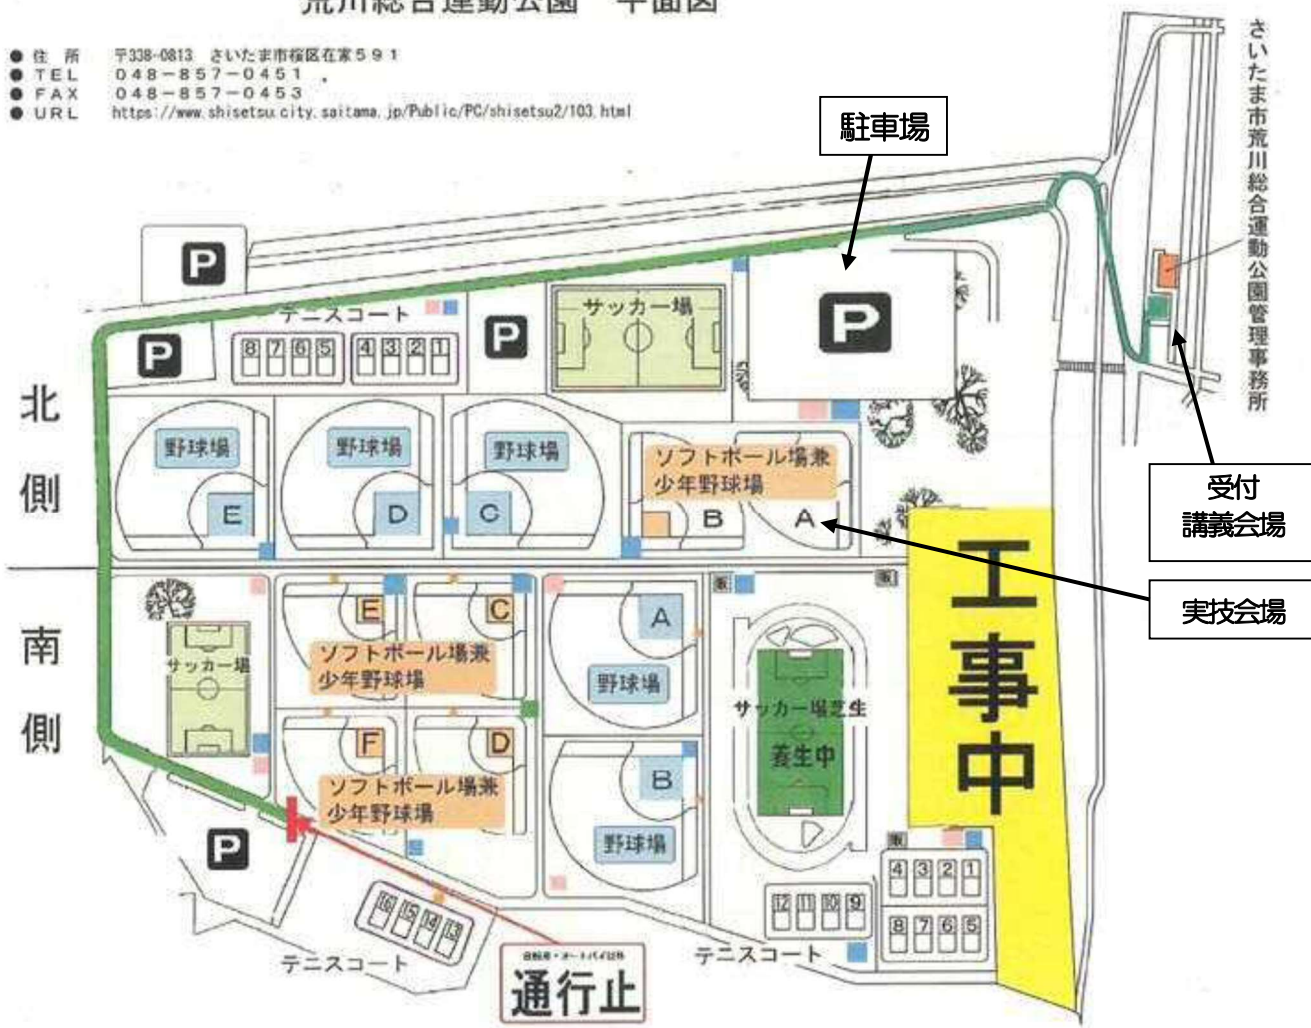 荒川総合運動公園 平面図
● 住 所 〒338-0813 さいたま市桜区在家591
● TEL 048-857-0451
● FAX 048-857-0453
● URL https://www.shisetsu.city.saitama.jp/Public/PC/shisetsu2/103.html
さいたま市荒川総合運動公園管理事務所
駐車場
P
テニスコート
サッカー場
P
P
P
8 7 6 5 4 3 2 1
北側
野球場
野球場
野球場
ソフトボール場兼
少年野球場
E
D
C
B
A
受付
講義会場
実技会場
工事中
南側
サッカー場
E
C
ソフトボール場兼
少年野球場
A
野球場
サッカー場芝生
養生中
F
D
ソフトボール場兼
少年野球場
B
野球場
P
販
販
販
4 3 2 1
8 7 6 5
12 11 10 9
テニスコート
16 15 14 13
テニスコート
通行止